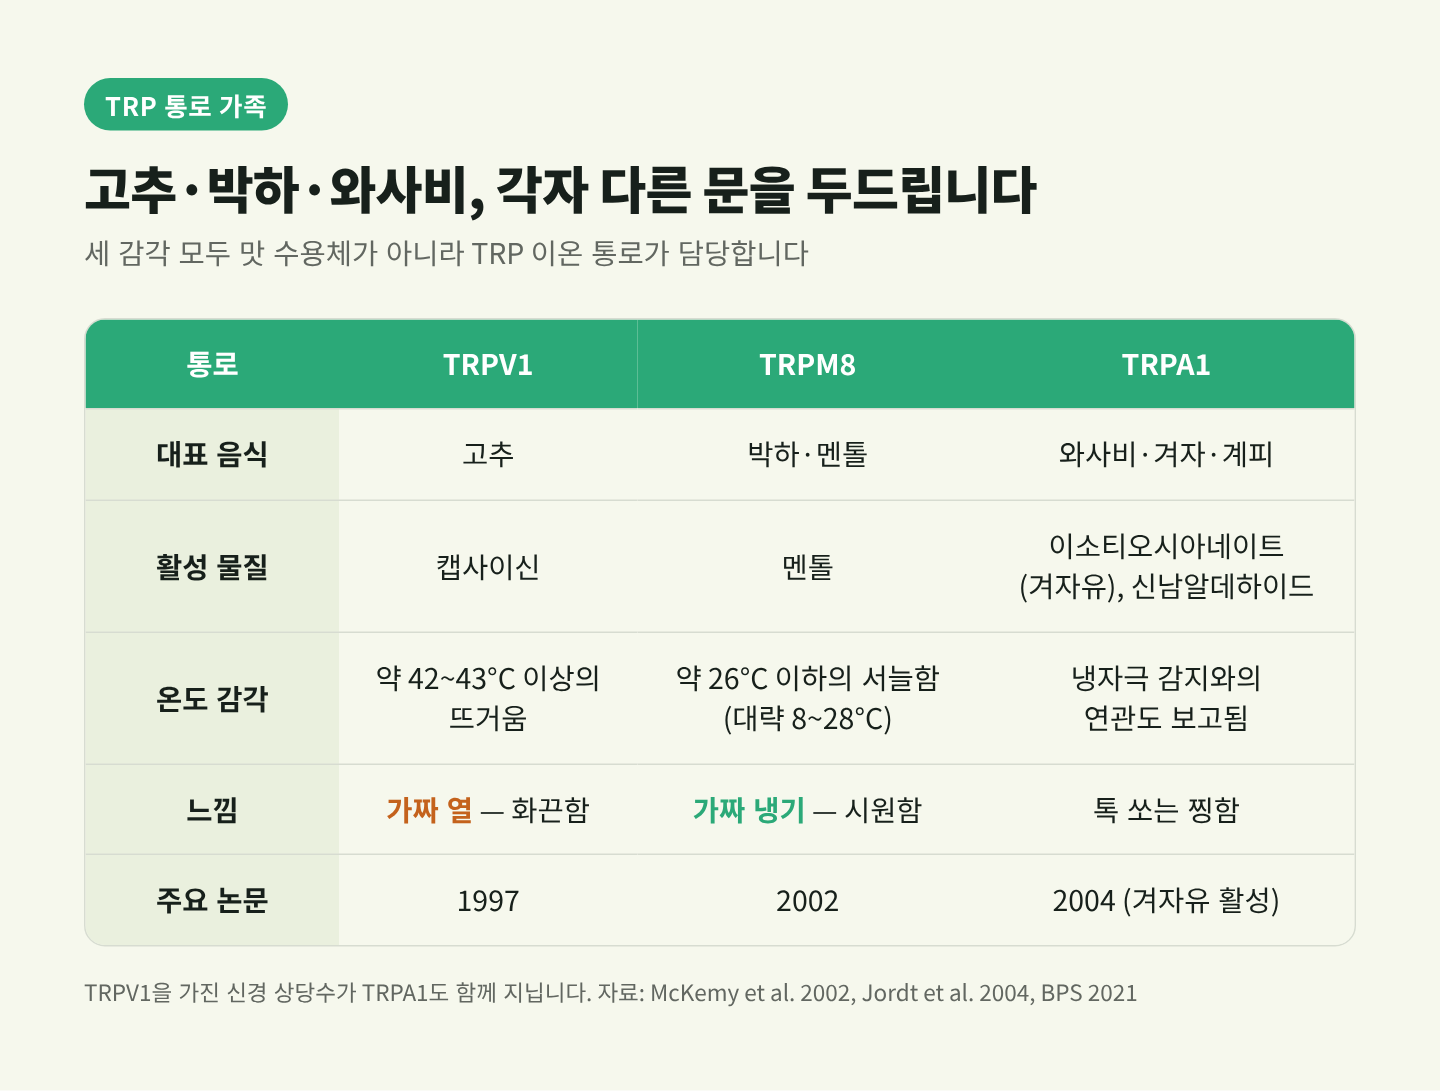 TRP 통로 가족
고추·박하·와사비, 각자 다른 문을 두드립니다
세 감각 모두 맛 수용체가 아니라 TRP 이온 통로가 담당합니다
통로 TRPV1 TRPM8 TRPA1
대표 음식 고추 박하·멘톨 와사비·겨자·계피
활성 물질 캡사이신 멘톨 이소티오시아네이트
(겨자유), 신남알데하이드
온도 감각 약 42~43°C 이상의 약 26°C 이하의 서늘함 냉자극 감지와의
뜨거움 (대략 8~28°C) 연관도 보고됨
느낌 가짜 열 — 화끈함 가짜 냉기 — 시원함 톡 쏘는 찡함
주요 논문 1997 2002 2004 (겨자유 활성)
TRPV1을 가진 신경 상당수가 TRPA1도 함께 지닙니다. 자료: McKemy et al. 2002, Jordt et al. 2004, BPS 2021